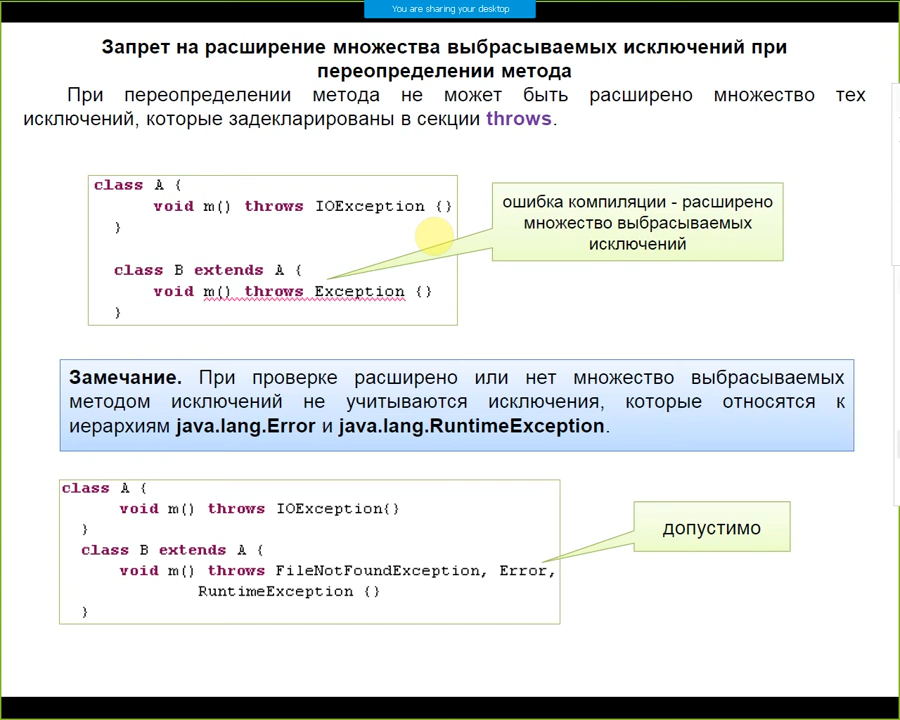 You are sharing your desktop
Запрет на расширение множества выбрасываемых исключений при
переопределении метода
При переопределении метода не может быть расширено множество тех
исключений, которые задекларированы в секции throws.
class A {
void m() throws IOException {}
}
class B extends A {
void m() throws Exception {}
}
ошибка компиляции - расширено
множество выбрасываемых
исключений
Замечание. При проверке расширено или нет множество выбрасываемых
методом исключений не учитываются исключения, которые относятся к
иерархиям java.lang.Error и java.lang.RuntimeException.
class A {
void m() throws IOException{}
}
class B extends A {
void m() throws FileNotFoundException, Error,
RuntimeException {}
}
допустимо